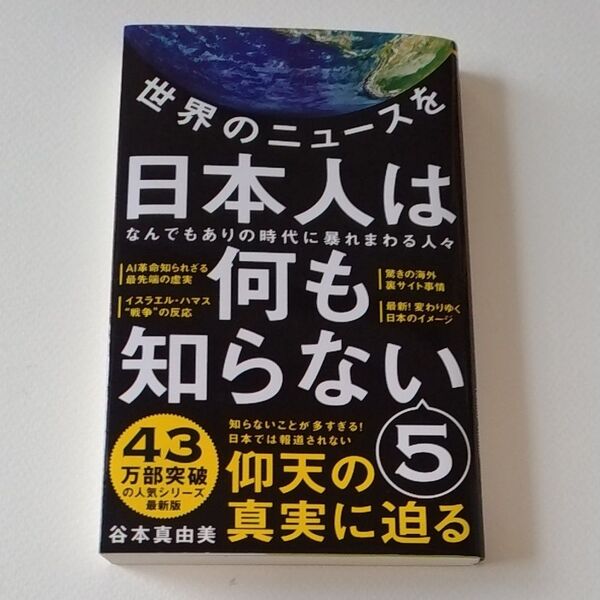 世界のニュースを
日本人は
なんでもありの時代に暴れまわる人々
何も
AI革命知られざる
最先端の虚実
イスラエル・ハマス
“戦争”の反応
驚きの海外
裏サイト事情
最新！変わりゆく
日本のイメージ
知らない
5
知らないことが多すぎる！
日本では報道されない
仰天の
真実に迫る
43
万部突破
の人気シリーズ
最新版
谷本真由美